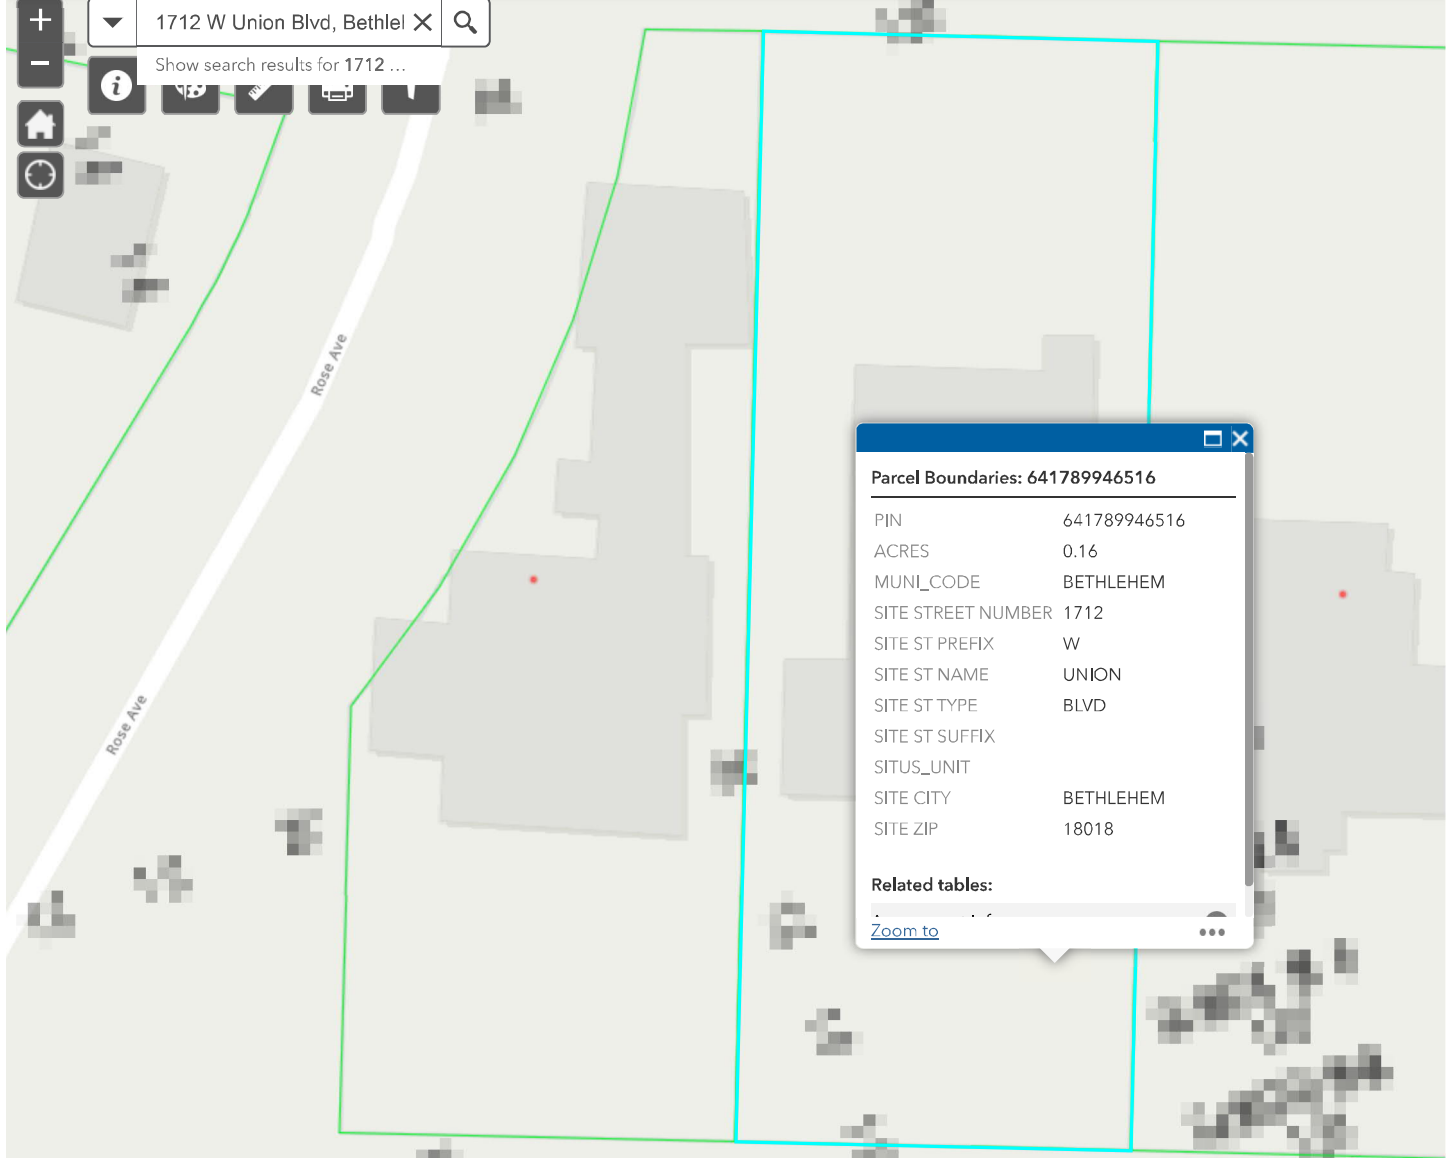 1712 W Union Blvd, Bethlel
Show search results for 1712 ...
Rose Ave
Rose Ave
Parcel Boundaries: 641789946516
PIN 641789946516
ACRES 0.16
MUNI_CODE BETHLEHEM
SITE STREET NUMBER 1712
SITE ST PREFIX W
SITE ST NAME UNION
SITE ST TYPE BLVD
SITE ST SUFFIX
SITUS_UNIT
SITE CITY BETHLEHEM
SITE ZIP 18018
Related tables:
Zoom to